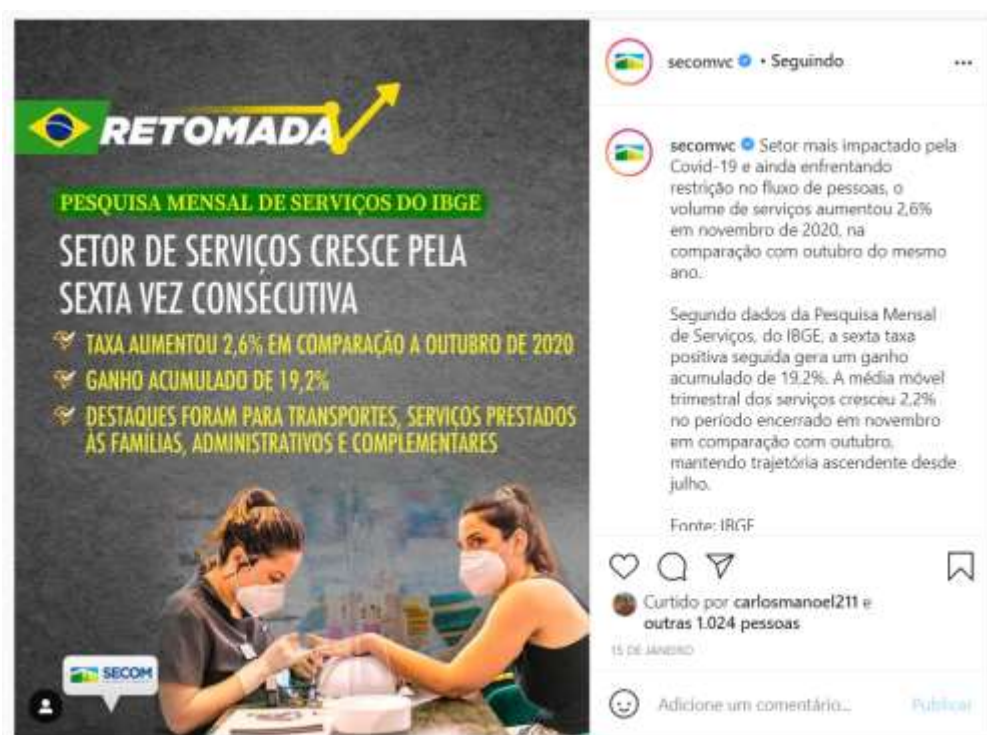 RETOMADA
PESQUISA MENSAL DE SERVIÇOS DO IBGE
SETOR DE SERVIÇOS CRESCE PELA
SEXTA VEZ CONSECUTIVA
TAXA AUMENTOU 2,6% EM COMPARAÇÃO A OUTUBRO DE 2020
GANHO ACUMULADO DE 19,2%
DESTAQUES FORAM PARA TRANSPORTES, SERVIÇOS PRESTADOS
ÀS FAMÍLIAS, ADMINISTRATIVOS E COMPLEMENTARES
SECOM
secomvc • Seguindo
secomvc Setor mais impactado pela
Covid-19 e ainda enfrentando
restrição no fluxo de pessoas, o
volume de serviços aumentou 2,6%
em novembro de 2020, na
comparação com outubro do mesmo
ano.
Segundo dados da Pesquisa Mensal
de Serviços, do IBGE, a sexta taxa
positiva seguida gera um ganho
acumulado de 19,2%. A média móvel
trimestral dos serviços cresceu 2,2%
no período encerrado em novembro
em comparação com outubro,
mantendo trajetória ascendente desde
julho.
Fonte: IBGE
Curtido por carlosmanoel211 e
outras 1.024 pessoas
15 DE JANEIRO
Adicione um comentário... Publicar